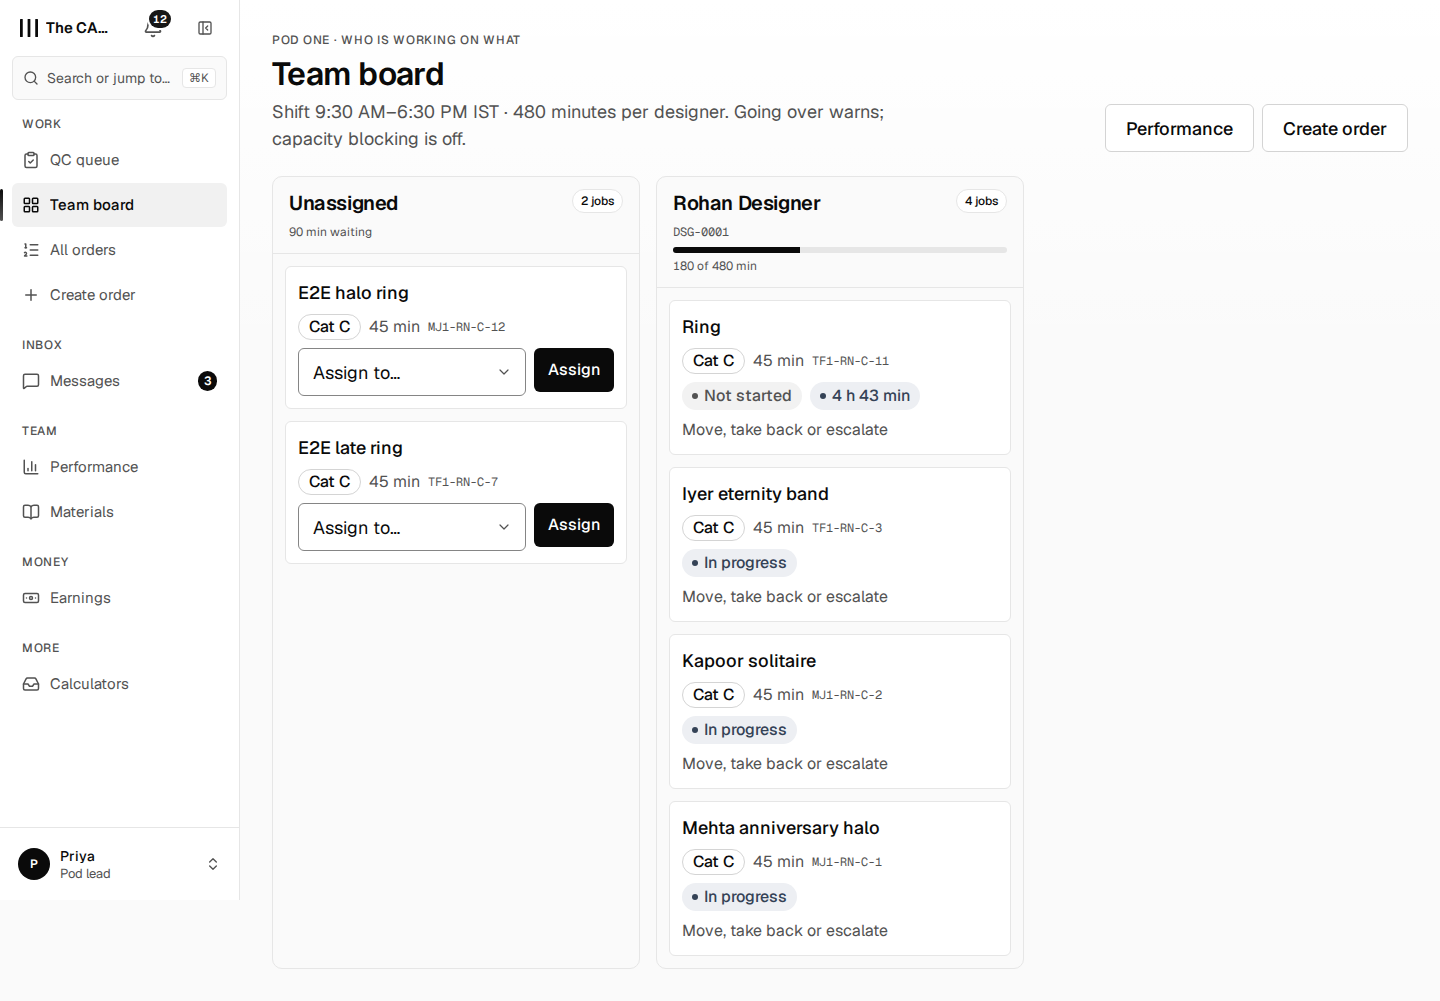 The CA...
12
Search or jump to... ⌘K
WORK
QC queue
Team board
All orders
Create order
INBOX
Messages 3
TEAM
Performance
Materials
MONEY
Earnings
MORE
Calculators
P
Priya
Pod lead
POD ONE · WHO IS WORKING ON WHAT
Team board
Shift 9:30 AM–6:30 PM IST · 480 minutes per designer. Going over warns;
capacity blocking is off.
Performance
Create order
Unassigned 2 jobs
90 min waiting
E2E halo ring
Cat C 45 min MJ1-RN-C-12
Assign to... Assign
E2E late ring
Cat C 45 min TF1-RN-C-7
Assign to... Assign
Rohan Designer 4 jobs
DSG-0001
180 of 480 min
Ring
Cat C 45 min TF1-RN-C-11
Not started 4 h 43 min
Move, take back or escalate
Iyer eternity band
Cat C 45 min TF1-RN-C-3
In progress
Move, take back or escalate
Kapoor solitaire
Cat C 45 min MJ1-RN-C-2
In progress
Move, take back or escalate
Mehta anniversary halo
Cat C 45 min MJ1-RN-C-1
In progress
Move, take back or escalate